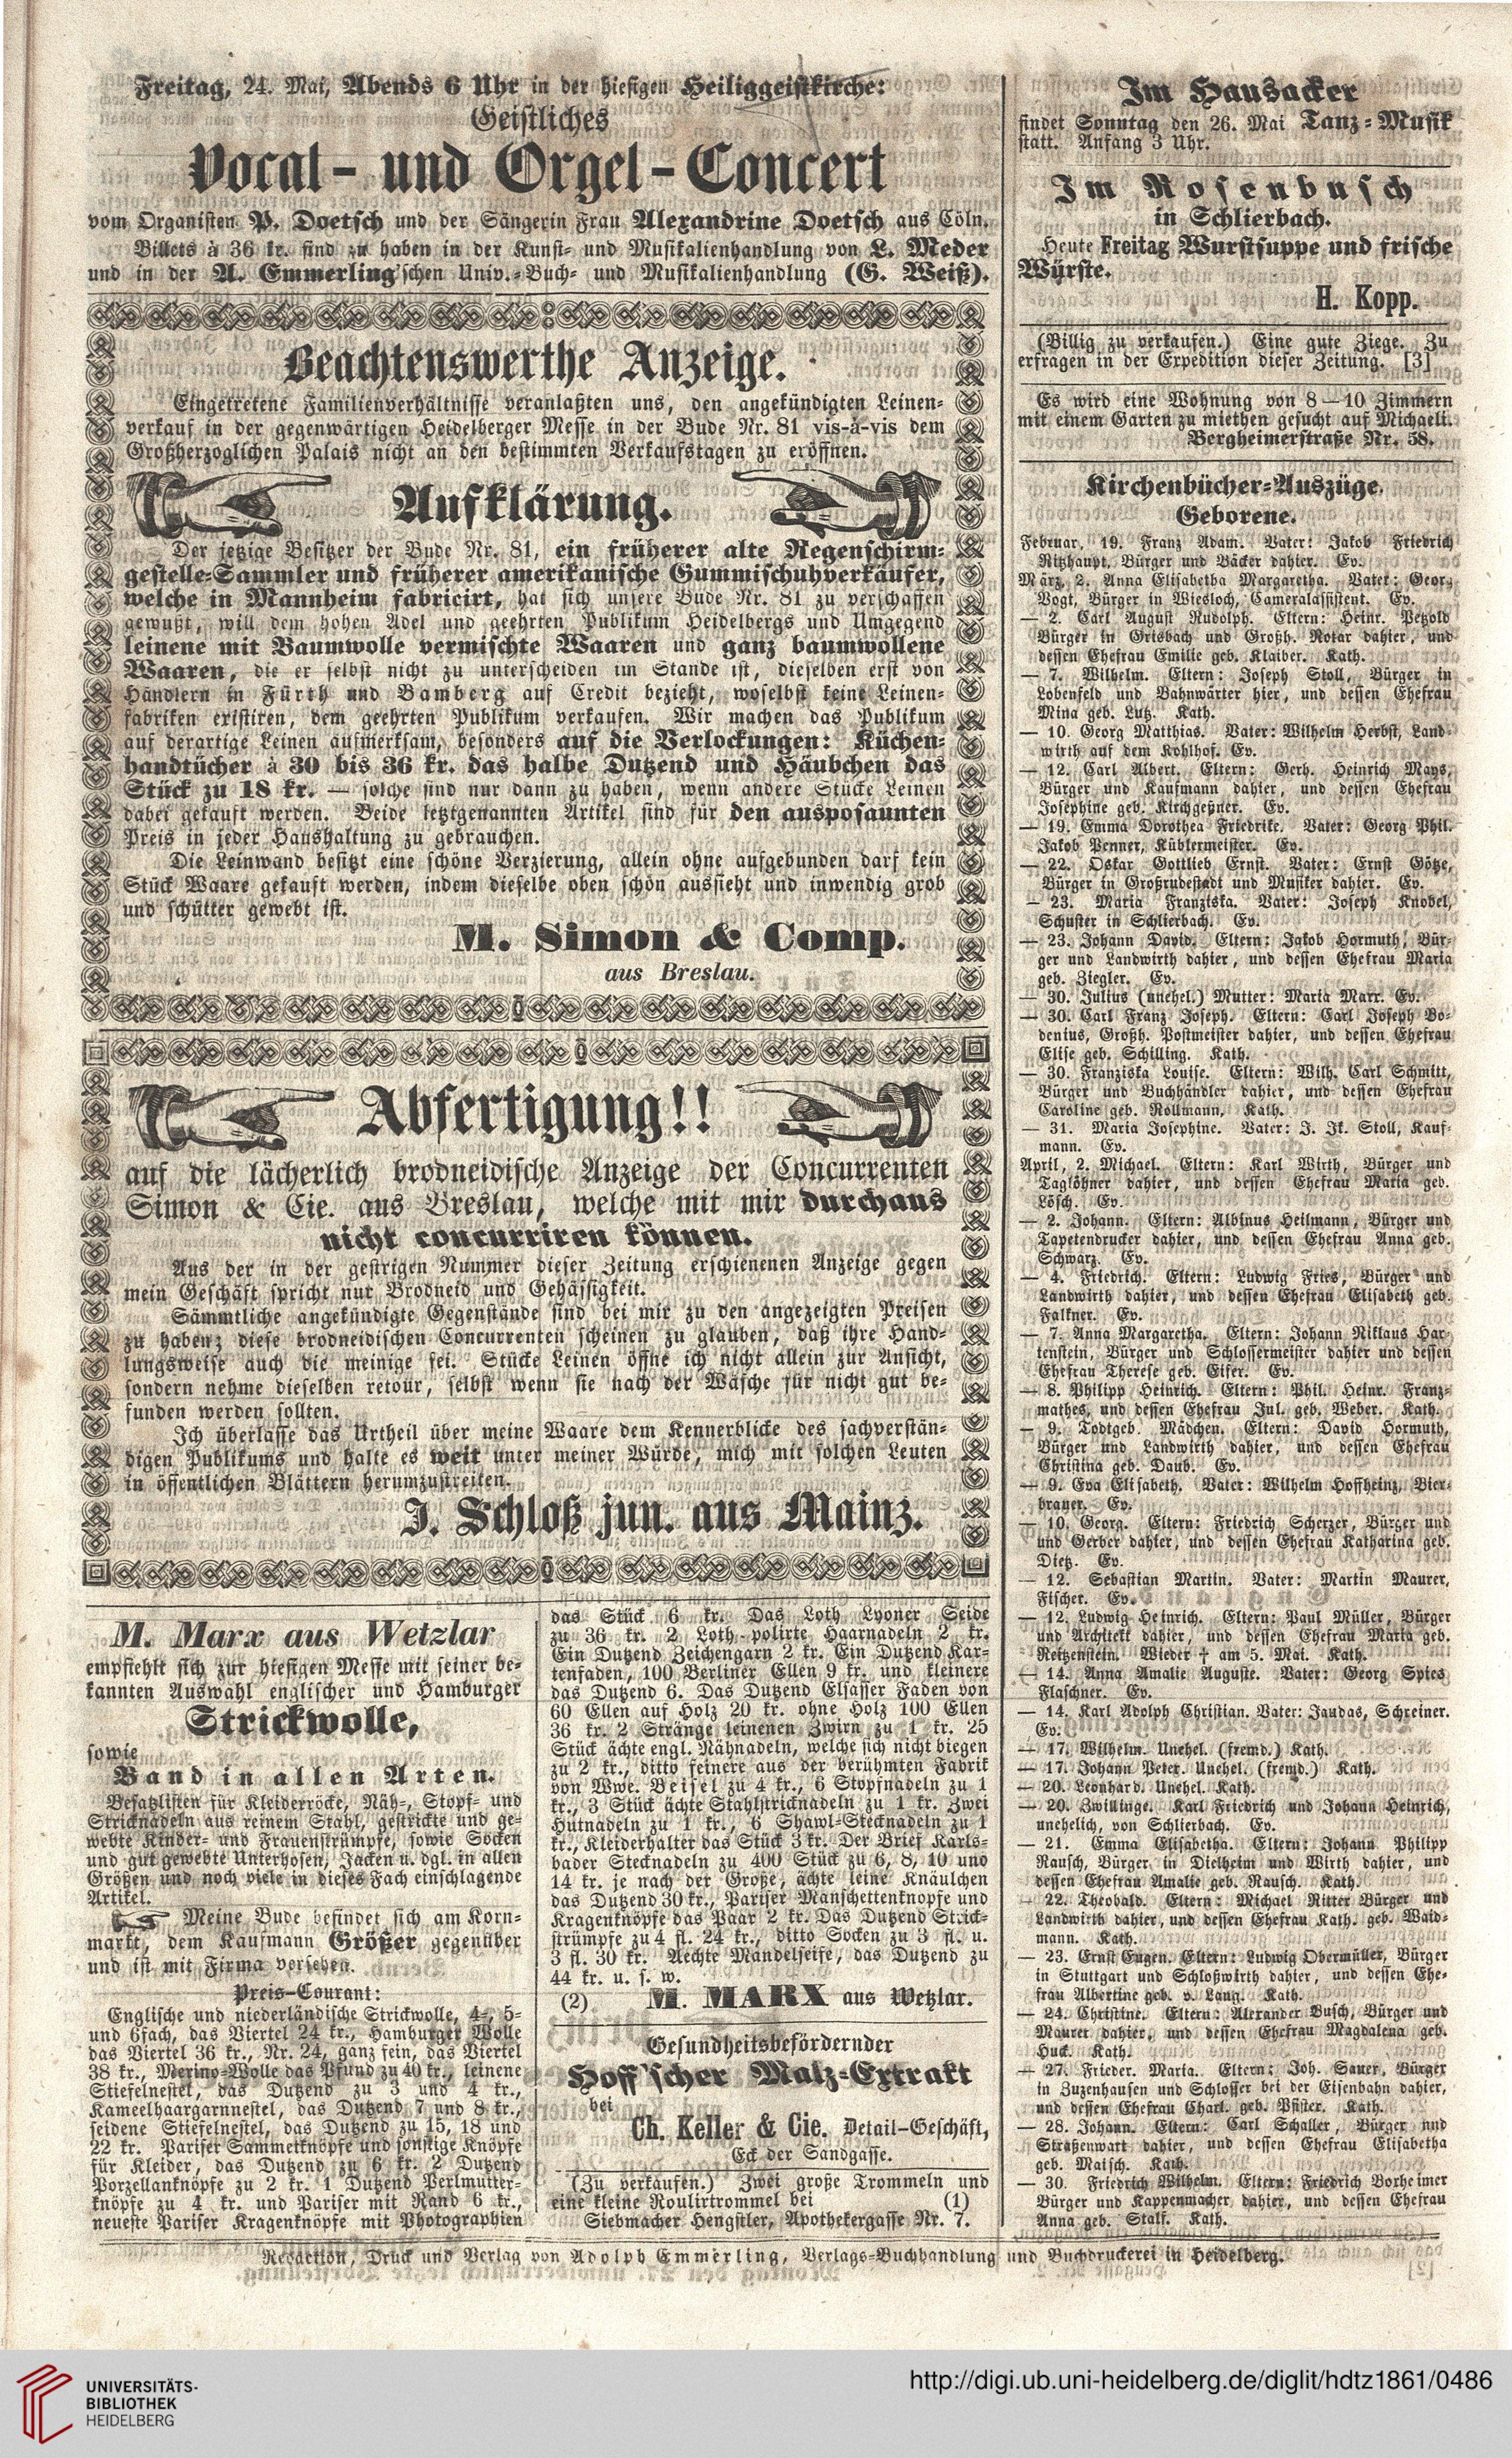 Freitag, 24. Mai, Abends 6 Uhr in der hiesigen Heiliggeistkirche:
Geistliches
Vocal- und Orgel-Concert
vom Organisten P. Doetsch und der Sängerin Frau Alexandrine Doetsch aus Cöln.
Billets à 36 kr. sind zu haben in der Kunst- und Musikalienhandlung von L. Meder
und in der A. Emmerling'schen Univ.-Buch- und Musikalienhandlung (G. Weiß).
Beachtenswerthe Anzeige.
Eingetretene Familienverhältnisse veranlaßten uns, den angekündigten Leinen-
verkauf in der gegenwärtigen Heidelberger Messe in der Bude Nr. 81 vis-à-vis dem
Großherzoglichen Palais nicht an den bestimmten Verkaufstagen zu eröffnen.
Aufklärung.
Der jetzige Besitzer der Bude Nr. 81, ein früherer alte Regenschirm-
gestelle-Sammler und früherer amerikanische Gummischuhverkäufer,
welche in Mannheim fabricirt, hat sich unsere Bude Nr. 81 zu verschaffen
gewußt, will dem hohen Adel und geehrten Publikum Heidelbergs und Umgegend
leinene mit Baumwolle vermischte Waaren und ganz baumwollene
Waaren, die er selbst nicht zu unterscheiden im Stande ist, dieselben erst von
Händlern in Fürth und Bamberg auf Credit bezieht, woselbst keine Leinen-
fabriken existiren, dem geehrten Publikum verkaufen. Wir machen das Publikum
auf derartige Leinen aufmerksam, besonders auf die Verlockungen: Küchen-
handtücher à 30 bis 36 kr. das halbe Dutzend und Häubchen das
Stück zu 18 kr. — solche sind nur dann zu haben, wenn andere Stücke Leinen
dabei gekauft werden. Beide letztgenannten Artikel sind für den ausposaunten
Preis in jeder Haushaltung zu gebrauchen.
Die Leinwand besitzt eine schöne Verzierung, allein ohne aufgebunden darf kein
Stück Waare gekauft werden, indem dieselbe oben schön aussieht und inwendig grob
und schütter gewebt ist.
M. Simon & Comp.
aus Breslau.
Abfertigung!!
auf die lächerlich brodneidische Anzeige der Concurrenten
Simon & Cie. aus Breslau, welche mit mir durchaus
nicht concurriren können.
Aus der in der gestrigen Nummer dieser Zeitung erschienenen Anzeige gegen
mein Geschäft spricht nur Brodneid und Gehässigkeit.
Sämmtliche angekündigte Gegenstände sind bei mir zu den angezeigten Preisen
zu haben; diese brodneidischen Concurrenten scheinen zu glauben, daß ihre Hand-
lungsweise auch die meinige sei. Stücke Leinen öffne ich nicht allein zur Ansicht,
sondern nehme dieselben retour, selbst wenn sie nach der Wäsche für nicht gut be-
funden werden sollten.
Ich überlasse das Urtheil über meine Waare dem Kennerblicke des sachverstän-
digen Publikums und halte es weit unter meiner Würde, mich mit solchen Leuten
in öffentlichen Blättern herumzustreiten.
J. Schloß jun. aus Mainz.
M. Marx aus Wetzlar
empfiehlt sich zur hiesigen Messe mit seiner be-
kannten Auswahl englischer und Hamburger
Strickwolle,
sowie
Band in allen Arten.
Besatzlitzen für Kleiderröcke, Näh-, Stopf- und
Stricknadeln aus reinem Stahl, gestrickte und ge-
webte Kinder- und Frauenstrümpfe, sowie Socken
und gut gewebte Unterhosen, Jacken u. dgl. in allen
Größen und noch viele in dieses Fach einschlagende
Artikel.
Meine Bude befindet sich am Korn-
markt, dem Kaufmann Größer gegenüber
und ist mit Firma versehen.
Preis-Courant:
Englische und niederländische Strickwolle, 4-, 5-
und 6fach, das Viertel 24 kr., Hamburger Wolle
das Viertel 36 kr., Nr. 24, ganz fein, das Viertel
38 kr., Merino-Wolle das Pfund zu 40 kr., leinene
Stiefelnestel, das Dutzend zu 3 und 4 kr.,
Kameelhaargarnnestel, das Dutzend 7 und 8 kr.,
seidene Stiefelnestel, das Dutzend zu 15, 18 und
22 kr. Pariser Sammetknöpfe und sonstige Knöpfe
für Kleider, das Dutzend zu 6 kr. 2 Dutzend
Porzellanknöpfe zu 2 kr. 1 Dutzend Perlmutter-
knöpfe zu 4 kr. und Pariser mit Rand 6 kr.,
neueste Pariser Kragenknöpfe mit Photographien
das Stück 6 kr. Das Loth Lyoner Seide
zu 36 kr. 2 Loth polirte Haarnadeln 2 kr.
Ein Dutzend Zeichengarn 2 kr. Ein Dutzend Kar-
tenfaden, 100 Berliner Ellen 9 kr. und kleinere
das Dutzend 6. Das Dutzend Elsasser Faden von
60 Ellen auf Holz 20 kr. ohne Holz 100 Ellen
36 kr. 2 Stränge leinenen Zwirn zu 1 kr. 25
Stück ächte engl. Nähnadeln, welche sich nicht biegen
zu 2 kr., ditto feinere aus der berühmten Fabrik
von Wwe. Beisel zu 4 kr., 6 Stopfnadeln zu 1
kr., 3 Stück ächte Stahlstricknadeln zu 1 kr. Zwei
Hutnadeln zu 1 kr., 6 Shawl-Stecknadeln zu 1
kr., Kleiderhalter das Stück 3 kr. Der Brief Karls-
bader Stecknadeln zu 400 Stück zu 6, 8, 10 und
14 kr. je nach der Größe, ächte leine Knäulchen
das Dutzend 30 kr., Pariser Manschettenknopfe und
Kragenknöpfe das Paar 2 kr. Das Dutzend Strick-
strümpfe zu 4 fl. 24 kr., ditto Socken zu 3 fl. u.
3 fl. 30 kr. Aechte Mandelseife, das Dutzend zu
44 kr. u. s. w.
(2) M. MARX aus Wetzlar.
Gesundheitsbefördernder
Hoff'scher Malz-Extrakt
bei
Ch. Keller & Cie. Detail-Geschäft,
Eck der Sandgasse.
(Zu verkaufen.) Zwei große Trommeln und
eine kleine Roulirtrommel bei (1)
Siebmacher Hengstler, Apothekergasse Nr. 7.
Im Hausacker
findet Sonntag den 26. Mai Tanz-Musik
statt. Anfang 3 Uhr.
Im Rosenbusch
in Schlierbach.
Heute Freitag Wurstsuppe und frische
Würste.
H. Kopp.
(Billig zu verkaufen.) Eine gute Ziege. Zu
erfragen in der Expedition dieser Zeitung. [3]
Es wird eine Wohnung von 8—10 Zimmern
mit einem Garten zu miethen gesucht auf Michaeli.
Bergheimerstraße Nr. 58.
Kirchenbücher-Auszüge.
Geborene.
Februar, 19. Franz Adam. Vater: Jakob Friedrich
Ritzhaupt, Bürger und Bäcker dahier. Ev.
März, 2. Anna Elisabetha Margaretha. Vater: Georg
Vogt, Bürger in Wiesloch, Cameralassistent. Ev.
— 2. Carl August Rudolph. Eltern: Heinr. Petzold
Bürger in Griesbach und Großh. Notar dahier, und
dessen Ehefrau Emilie geb. Klaiber. Kath.
— 7. Wilhelm. Eltern: Joseph Stoll, Bürger in
Lobenfeld und Bahnwärter hier, und dessen Ehefrau
Mina geb. Lutz. Kath.
— 10. Georg Matthias. Vater: Wilhelm Herbst, Land-
wirth auf dem Kohlhof. Ev.
— 12. Carl Albert. Eltern: Gerh. Heinrich Mays,
Bürger und Kaufmann dahier, und dessen Ehefrau
Josephine geb. Kirchgeßner. Ev.
— 19. Emma Dorothea Friedrike. Vater: Georg Phil.
Jakob Penner, Küblermeister. Ev.
— 22. Oskar Gottlieb Ernst. Vater: Ernst Götze,
Bürger in Großrudestadt und Musiker dahier. Ev.
— 23. Maria Franziska. Vater: Joseph Knobel,
Schuster in Schlierbach. Ev.
— 23. Johann David. Eltern: Jakob Hormuth, Bür-
ger und Landwirth dahier, und dessen Ehefrau Maria
geb. Ziegler. Ev.
— 30. Julius (unehel.) Mutter: Maria Marx. Ev.
— 30. Carl Franz Joseph. Eltern: Carl Joseph Bo-
denius, Großh. Postmeister dahier, und dessen Ehefrau
Elise geb. Schilling. Kath.
— 30. Franziska Louise. Eltern: Wilh. Carl Schmitt,
Bürger und Buchhändler dahier, und dessen Ehefrau
Caroline geb. Rollmann. Kath.
— 31. Maria Josephine. Vater: J. Jk. Stoll, Kauf-
mann. Ev.
April, 2. Michael. Eltern: Karl Wirth, Bürger und
Taglöhner dahier, und dessen Ehefrau Maria geb.
Lösch. Ev.
— 2. Johann. Eltern: Albinus Heilmann, Bürger und
Tapetendrucker dahier, und dessen Ehefrau Anna geb.
Schwarz. Ev.
— 4. Friedrich. Eltern: Ludwig Fries, Bürger und
Landwirth dahier, und dessen Ehefrau Elisabeth geb.
Falkner. Ev.
— 7. Anna Margaretha. Eltern: Johann Niklaus Har-
tenstein, Bürger und Schlossermeister dahier und dessen
Ehefrau Therese geb. Eifer. Ev.
— 8. Philipp Heinrich. Eltern: Phil. Heinr. Franz-
mathes, und dessen Ehefrau Jul. geb. Weber. Kath.
— 9. Todtgeb. Mädchen. Eltern: David Hormuth,
Bürger und Landwirth dahier, und dessen Ehefrau
Christina geb. Daub. Ev.
— 9. Eva Elisabeth. Vater: Wilhelm Hoffheinz, Bier-
brauer. Ev.
— 10. Georg. Eltern: Friedrich Scherzer, Bürger und
und Gerber dahier, und dessen Ehefrau Katharina geb.
Dietz. Ev.
— 12. Sebastian Martin. Vater: Martin Maurer,
Fischer. Ev.
— 12. Ludwig Heinrich. Eltern: Paul Müller, Bürger
und Architekt dahier, und dessen Ehefrau Maria geb.
Reitzenstein. Wieder † am 5. Mai. Kath.
— 14. Anna Amalie Auguste. Vater: Georg Spies
Flaschner. Ev.
— 14. Karl Adolph Christian. Vater: Jaudas, Schreiner.
Ev.
— 17. Wilhelm. Unehel. (fremd.) Kath.
— 17. Johann Peter. Unehel. (fremd.) Kath.
— 20. Leonhard. Unehel. Kath.
— 20. Zwillinge. Karl Friedrich und Johann Heinrich,
unehelich, von Schlierbach. Ev.
— 21. Emma Elisabetha. Eltern: Johann Philipp
Rausch, Bürger in Dielheim und Wirth dahier, und
dessen Ehefrau Amalie geb. Rausch. Kath.
— 22. Theobald. Eltern: Michael Ritter Bürger und
Landwirth dahier, und dessen Ehefrau Kath. geb. Waid-
mann. Kath.
— 23. Ernst Eugen. Eltern: Ludwig Obermüller, Bürger
in Stuttgart und Schloßwirth dahier, und dessen Ehe-
frau Albertine geb. v. Lang. Kath.
— 24. Christine. Eltern: Alexander Busch, Bürger und
Maurer dahier, und dessen Ehefrau Magdalena geb.
Huck. Kath.
— 27. Frieder. Maria. Eltern: Joh. Sauer, Bürger
in Zuzenhausen und Schlosser bei der Eisenbahn dahier,
und dessen Ehefrau Charl. geb. Pfister. Kath.
— 28. Johann. Eltern: Carl Schaller, Bürger und
Straßenwart dahier, und dessen Ehefrau Elisabetha
geb. Maisch. Kath.
— 30. Friedrich Wilhelm. Eltern: Friedrich Borheimer
Bürger und Kappenmacher dahier, und dessen Ehefrau
Anna geb. Stalf. Kath.
Redaction, Druck und Verlag von Adolph Emmerling, Verlags-Buchhandlung und Buchdruckerei in Heidelberg.
UNIVERSITÄTS-
BIBLIOTHEK
HEIDELBERG
http://digi.ub.uni-heidelberg.de/diglit/hdtz1861/0486